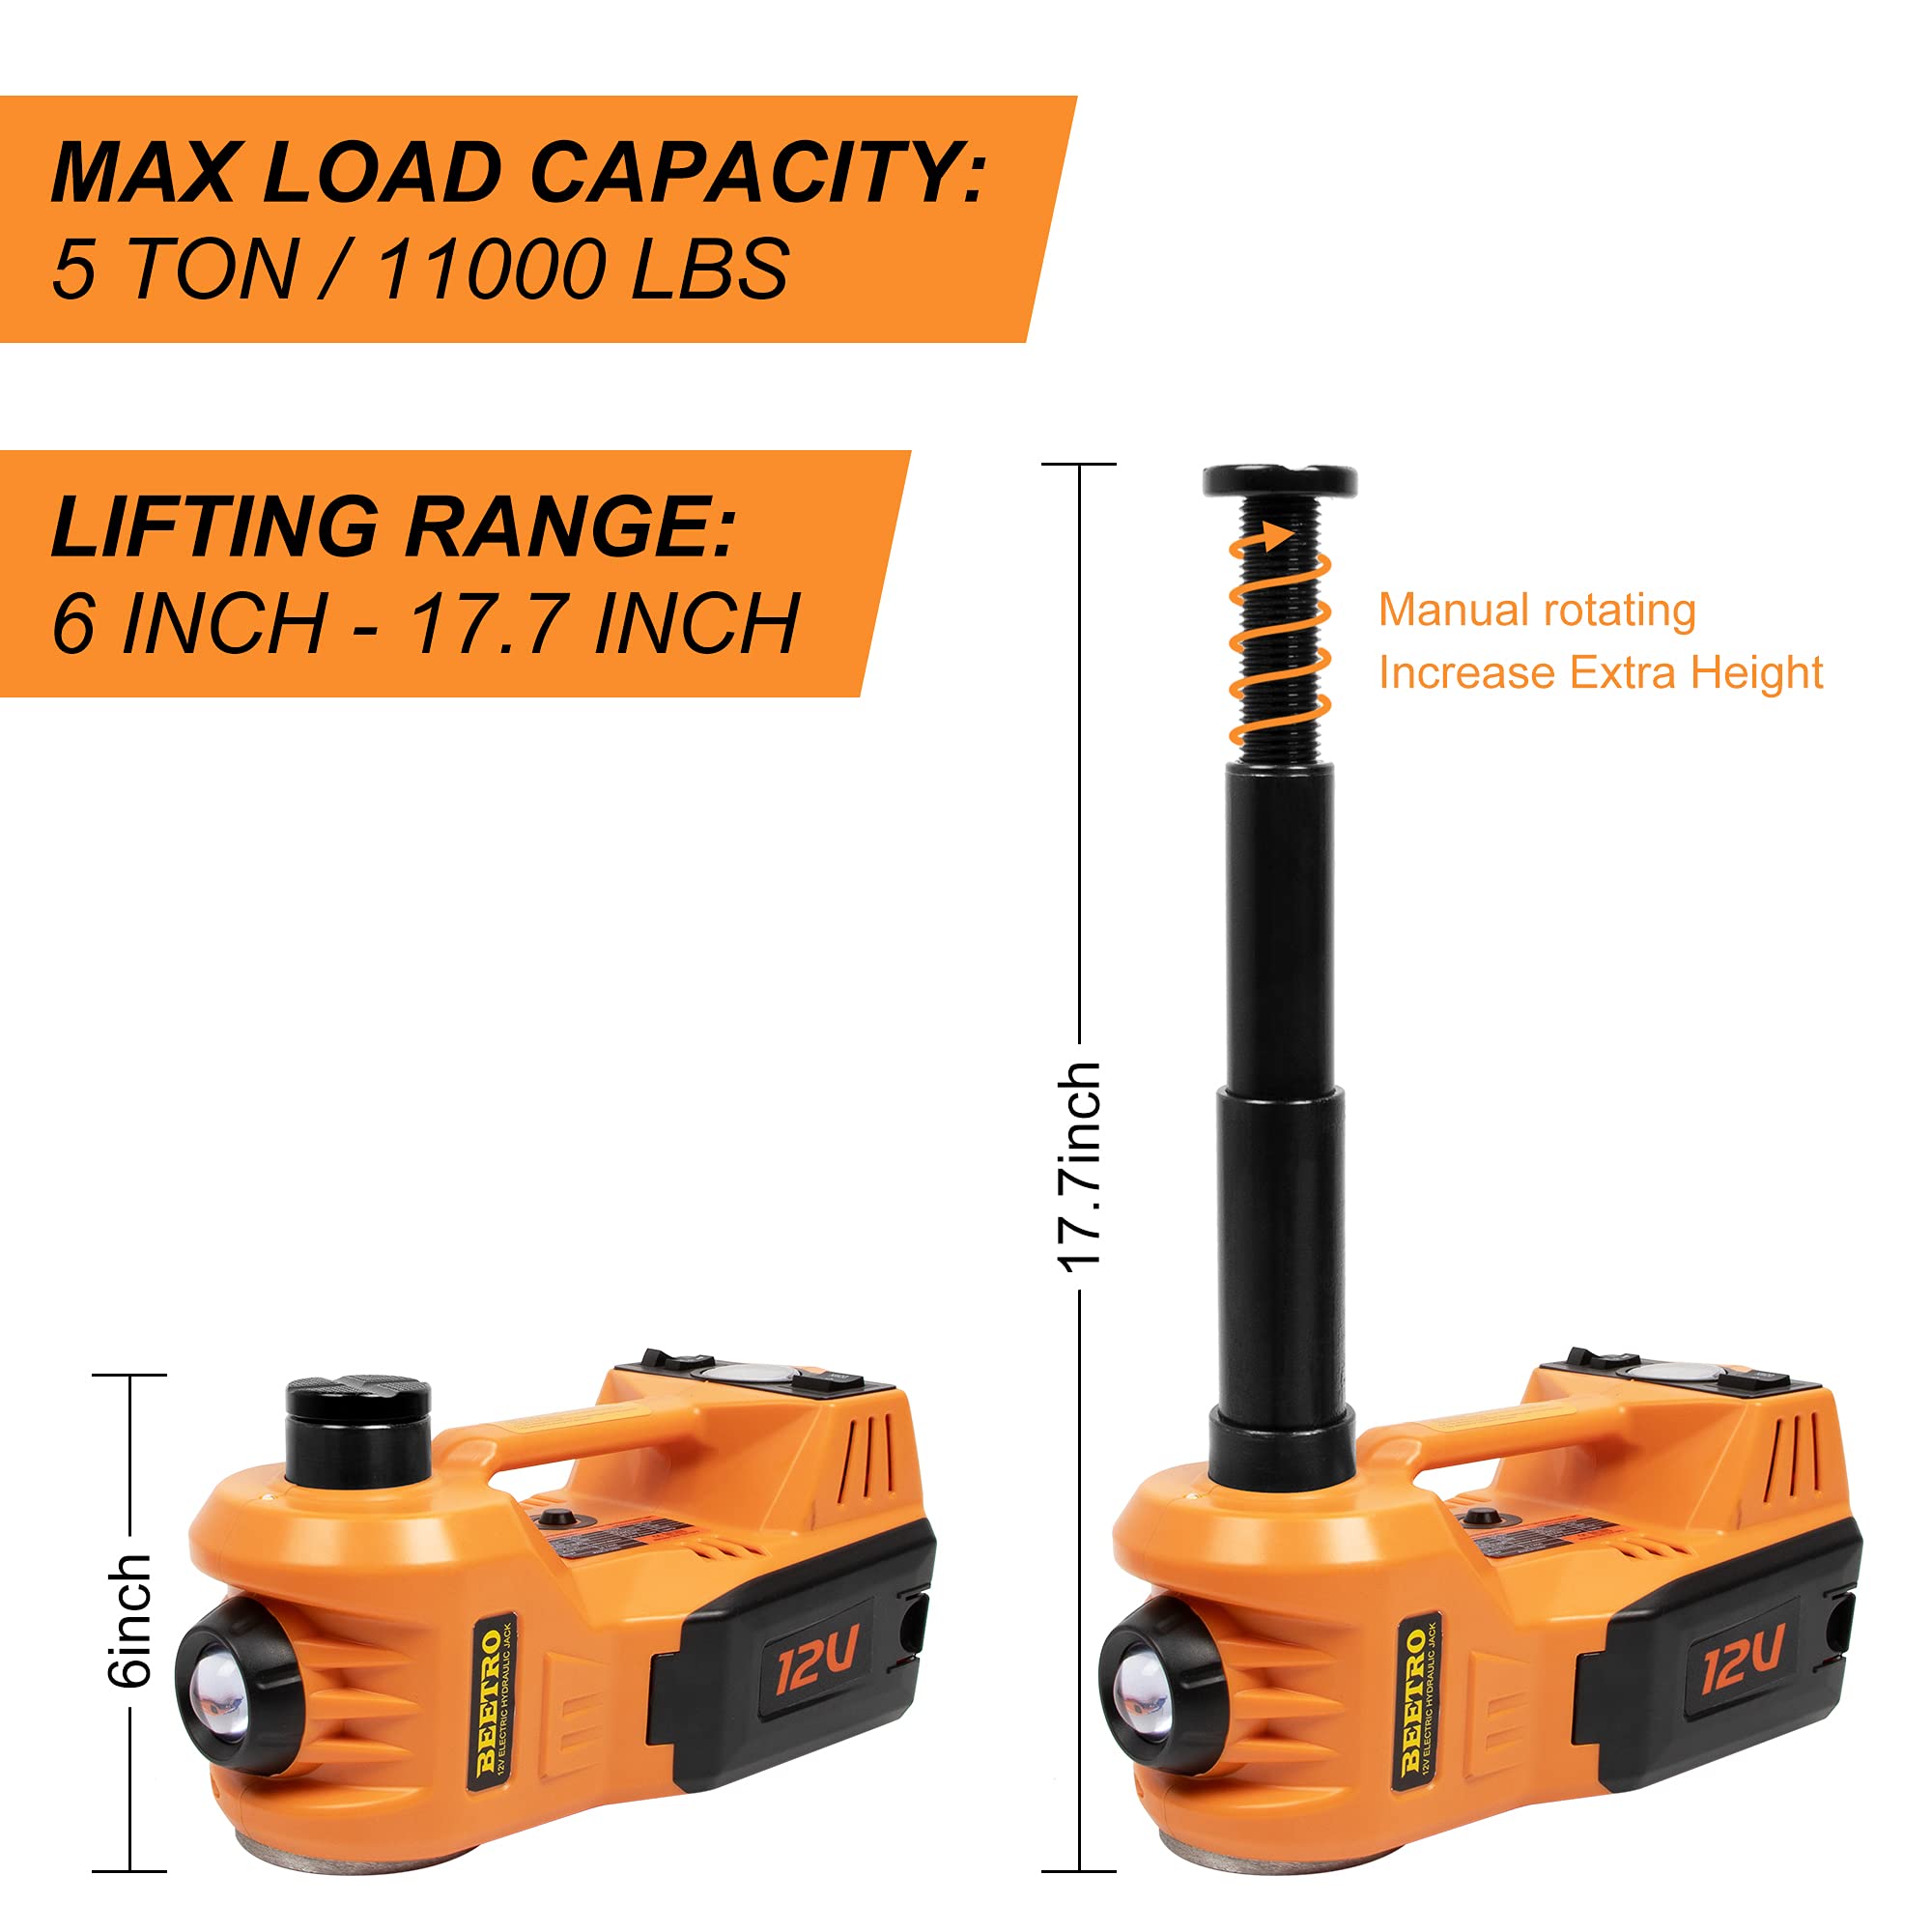 MAX LOAD CAPACITY:
5 TON / 11000 LBS
LIFTING RANGE:
6 INCH - 17.7 INCH
Manual rotating
Increase Extra Height
17.7inch
6inch
BEETRO
12V ELECTRIC HYDRAULIC JACK
12V
BEETRO
12V ELECTRIC HYDRAULIC JACK
12V